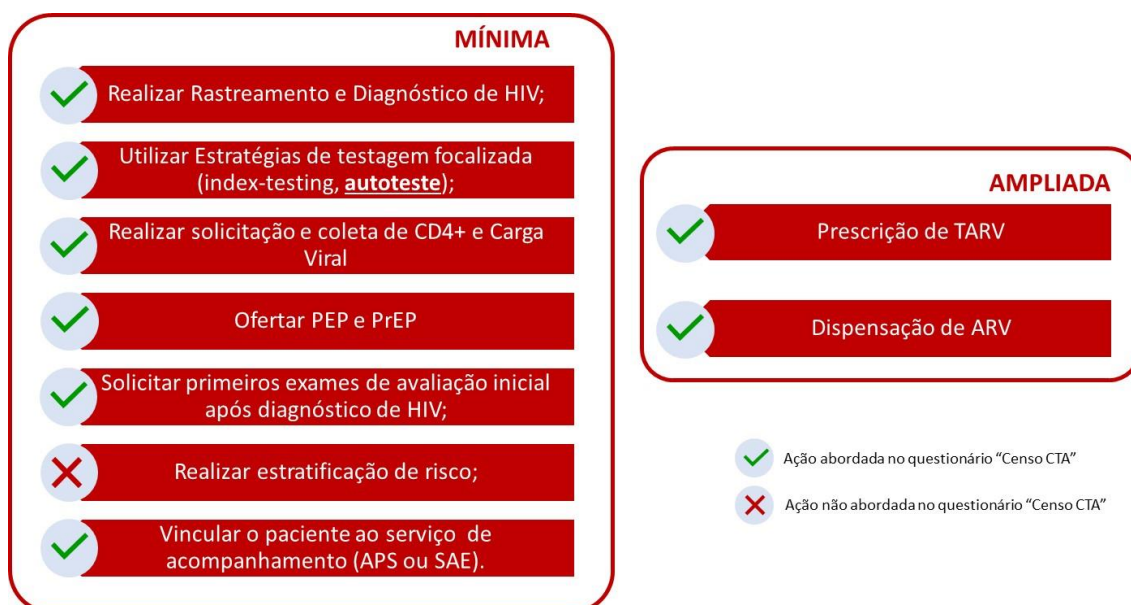 MÍNIMA
Realizar Rastreamento e Diagnóstico de HIV;
Utilizar Estratégias de testagem focalizada
(index-testing, autoteste);
Realizar solicitação e coleta de CD4+ e Carga
Viral
Ofertar PEP e PrEP
Solicitar primeiros exames de avaliação inicial
após diagnóstico de HIV;
Realizar estratificação de risco;
Vincular o paciente ao serviço de
acompanhamento (APS ou SAE).
AMPLIADA
Prescrição de TARV
Dispensação de ARV
Ação abordada no questionário “Censo CTA”
Ação não abordada no questionário “Censo CTA”